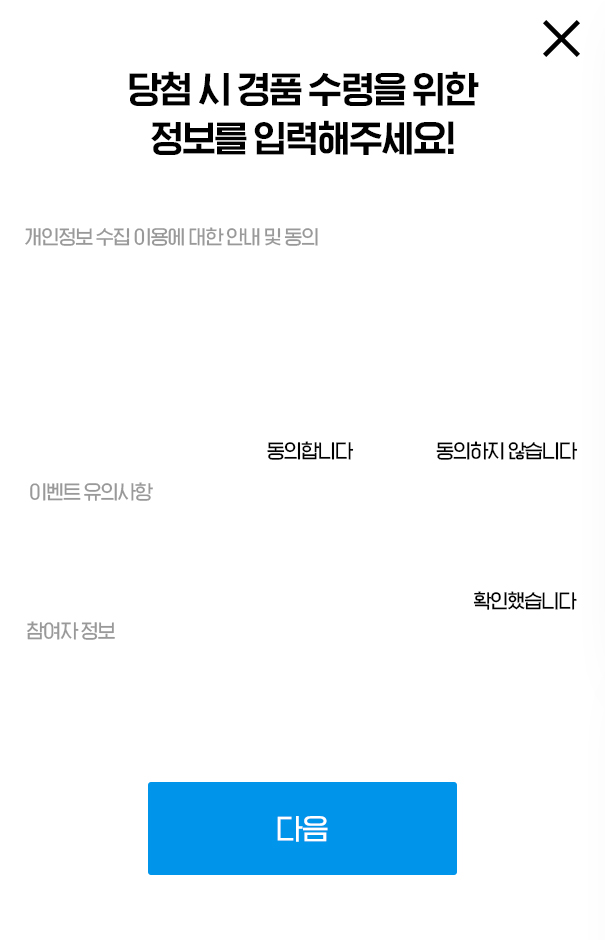 당첨 시 경품 수령을 위한
정보를 입력해주세요!
개인정보 수집 이용에 대한 안내 및 동의
동의합니다 동의하지 않습니다
이벤트 유의사항
확인했습니다
참여자 정보
다음